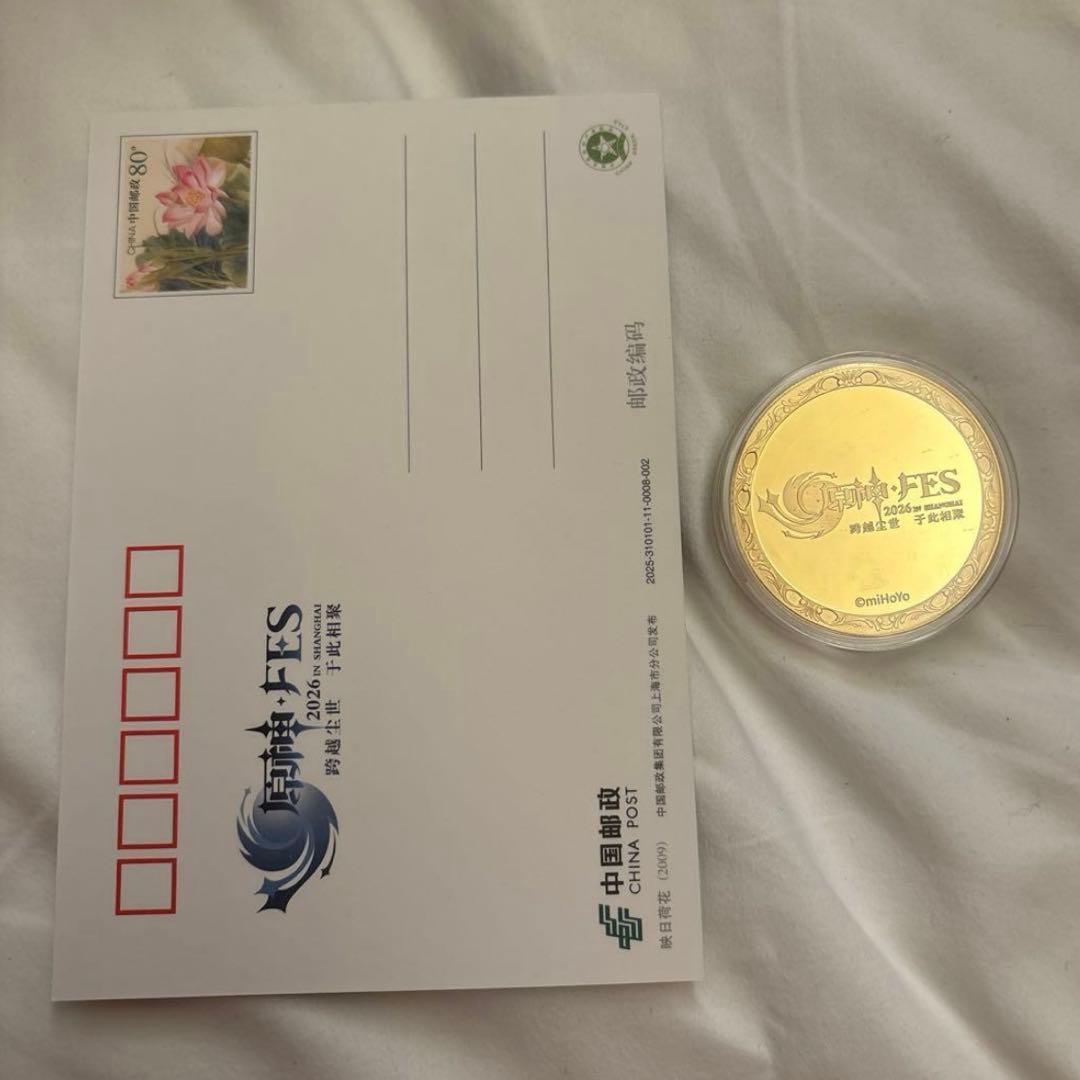 CHINA 中国邮政 80分
CHINA POST
邮政编码
2025-310101-11-0008-002
原神·FES
2026 IN SHANGHAI
跨越尘世 于此相聚
中国邮政
CHINA POST
中国邮政集团有限公司上海市分公司发布
映日荷花 (2009)
原神·FES
2026 IN SHANGHAI
跨越尘世 于此相聚
©miHoYo